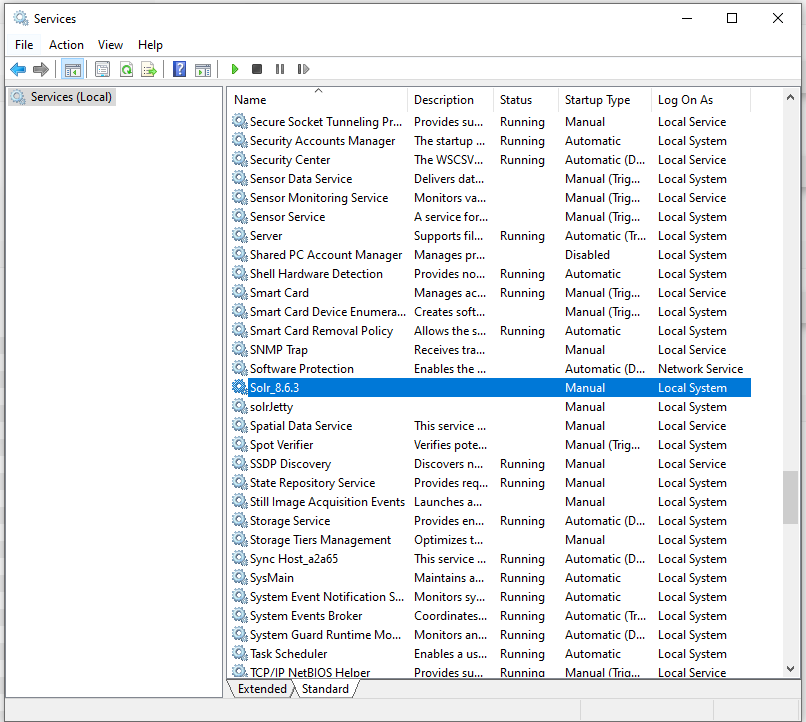 Services
File Action View Help
Services (Local)
Name Description Status Startup Type Log On As
Secure Socket Tunneling Pr... Provides su... Running Manual Local Service
Security Accounts Manager The startup ... Running Automatic Local System
Security Center The WSCSV... Running Automatic (D... Local Service
Sensor Data Service Delivers dat... Manual (Trig... Local System
Sensor Monitoring Service Monitors va... Manual (Trig... Local Service
Sensor Service A service for... Manual (Trig... Local System
Server Supports fil... Running Automatic (Tr... Local System
Shared PC Account Manager Manages pr... Disabled Local System
Shell Hardware Detection Provides no... Running Automatic Local System
Smart Card Manages ac... Running Manual (Trig... Local Service
Smart Card Device Enumera... Creates soft... Manual (Trig... Local System
Smart Card Removal Policy Allows the s... Running Automatic Local System
SNMP Trap Receives tra... Manual Local Service
Software Protection Enables the ... Automatic (D... Network Service
Solr_8.6.3 Manual Local System
solrJetty Manual Local System
Spatial Data Service This service ... Manual Local Service
Spot Verifier Verifies pote... Manual (Trig... Local System
SSDP Discovery Discovers n... Running Manual Local Service
State Repository Service Provides req... Running Manual Local System
Still Image Acquisition Events Launches a... Manual Local System
Storage Service Provides en... Running Automatic (D... Local System
Storage Tiers Management Optimizes t... Manual Local System
Sync Host_a2a65 This service ... Running Automatic (D... Local System
SysMain Maintains a... Running Automatic Local System
System Event Notification S... Monitors sy... Running Automatic Local System
System Events Broker Coordinates... Running Automatic (Tr... Local System
System Guard Runtime Mo... Monitors an... Running Automatic (D... Local System
Task Scheduler Enables a us... Running Automatic Local System
TCP/IP NetBIOS Helper Provides su... Running Manual (Trig... Local Service
Extended Standard